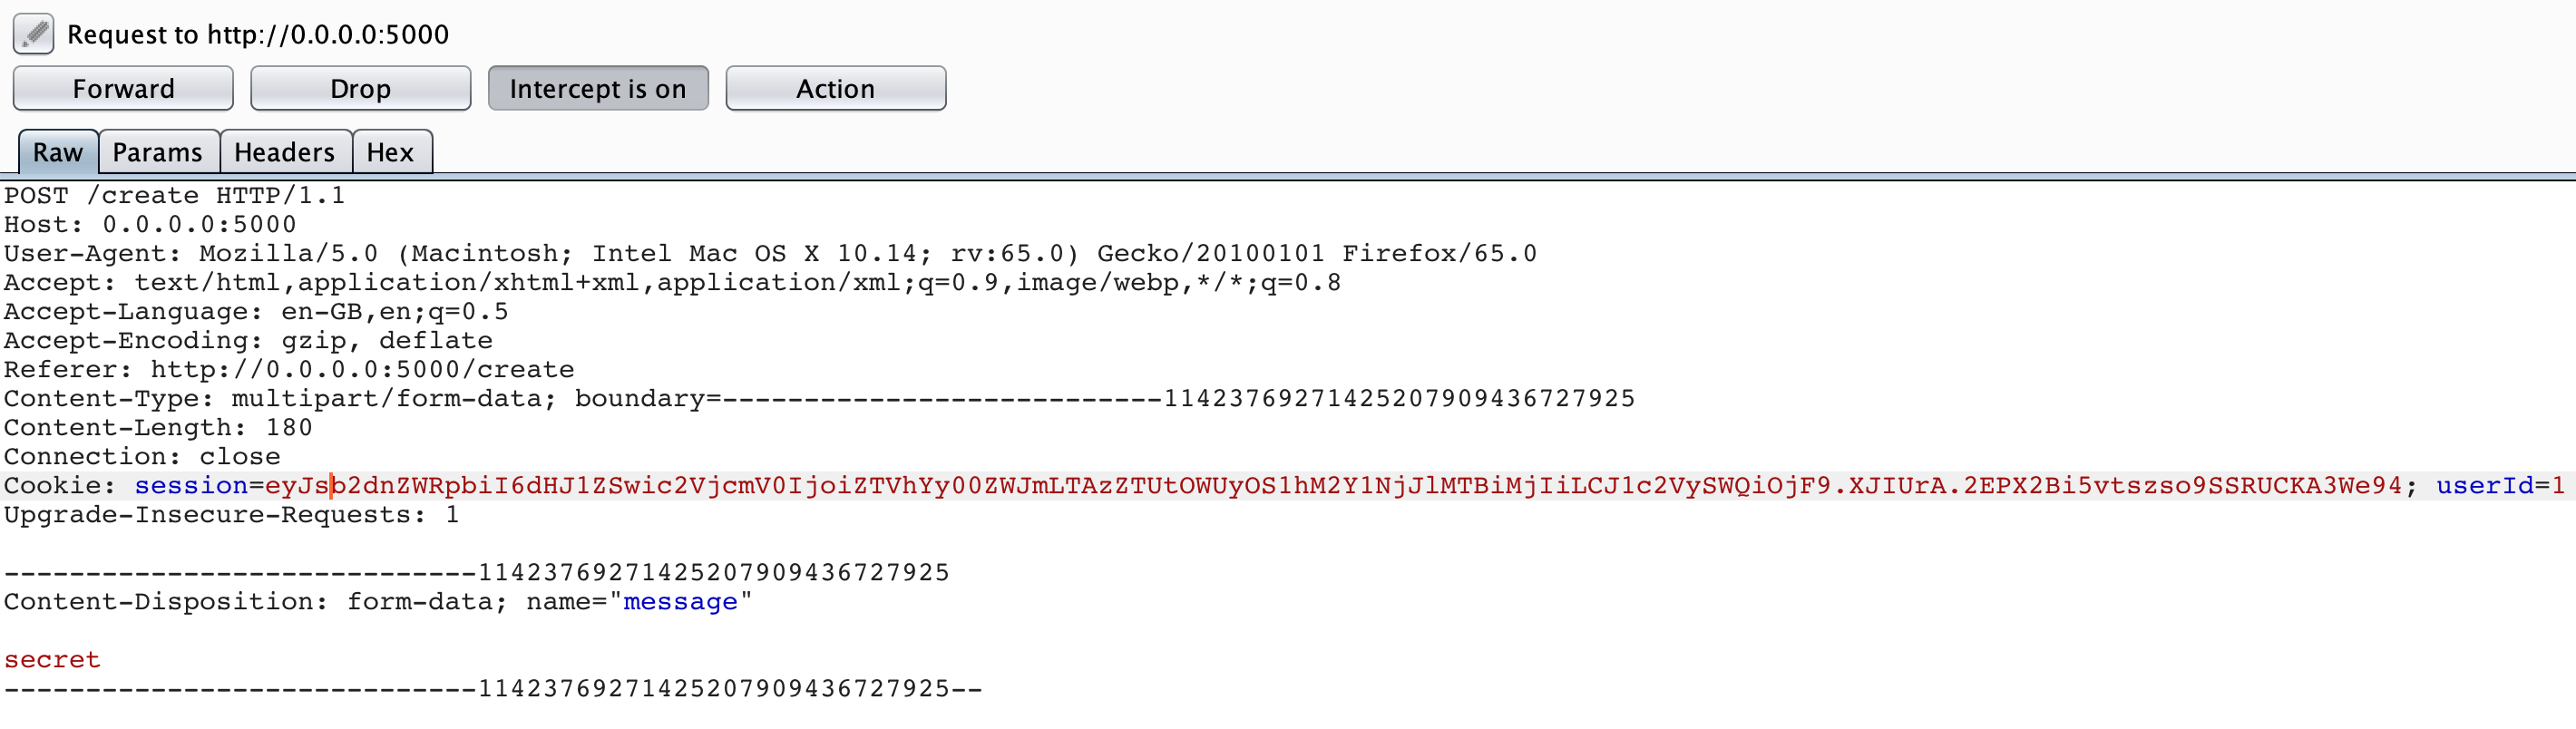 Request to http://0.0.0.0:5000
Forward Drop Intercept is on Action
Raw Params Headers Hex
POST /create HTTP/1.1
Host: 0.0.0.0:5000
User-Agent: Mozilla/5.0 (Macintosh; Intel Mac OS X 10.14; rv:65.0) Gecko/20100101 Firefox/65.0
Accept: text/html,application/xhtml+xml,application/xml;q=0.9,image/webp,*/*;q=0.8
Accept-Language: en-GB,en;q=0.5
Accept-Encoding: gzip, deflate
Referer: http://0.0.0.0:5000/create
Content-Type: multipart/form-data; boundary=---------------------------11423769271425207909436727925
Content-Length: 180
Connection: close
Cookie: session=eyJsb2dnZWRpbiI6dHJ1ZSwic2VjcmV0IjoiZTVhYy00ZWJmLTAzZTUtOWUyOS1hM2Y1NjJlMTBiMjIiLCJ1c2VySWQiOjF9.XJIUrA.2EPX2Bi5vtszso9SSRUCKA3We94; userId=1
Upgrade-Insecure-Requests: 1
-----------------------------11423769271425207909436727925
Content-Disposition: form-data; name="message"
secret
-----------------------------11423769271425207909436727925--